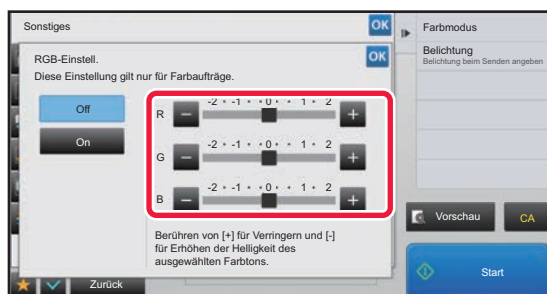 Sonstiges
OK
RGB-Einstell.
OK
Diese Einstellung gilt nur für Farbaufträge.
Off
On
-2 • -1 • • 0 • • 1 • 2
R - +
-2 • -1 • • 0 • • 1 • 2
G - +
-2 • -1 • • 0 • • 1 • 2
B - +
Berühren von [+] für Verringern und [-]
für Erhöhen der Helligkeit des
ausgewählten Farbtons.
Zurück
Farbmodus
Belichtung
Belichtung beim Senden angeben
Vorschau
CA
Start